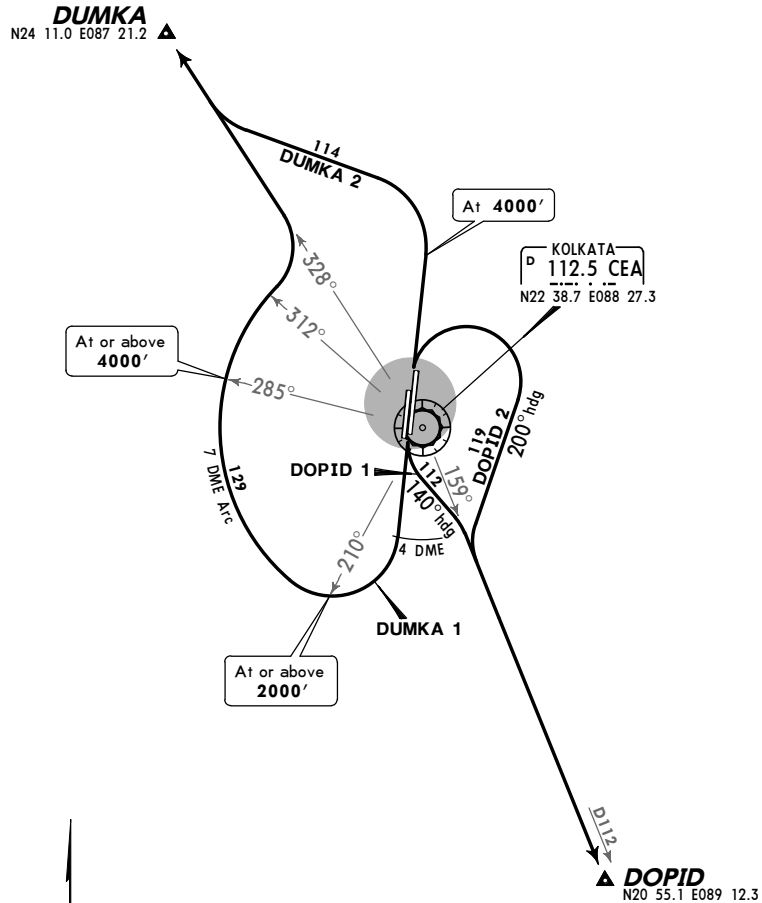 DUMKA
N24 11.0 E087 21.2
114
DUMKA 2
At 4000′
KOLKATA
D 112.5 CEA
N22 38.7 E088 27.3
328°
312°
At or above
4000′
285°
119
DOPID 2
200°hdg
DOPID 1
112
140°hdg
159°
129
7 DME Arc
210°
4 DME
DUMKA 1
At or above
2000′
D112
DOPID
N20 55.1 E089 12.3